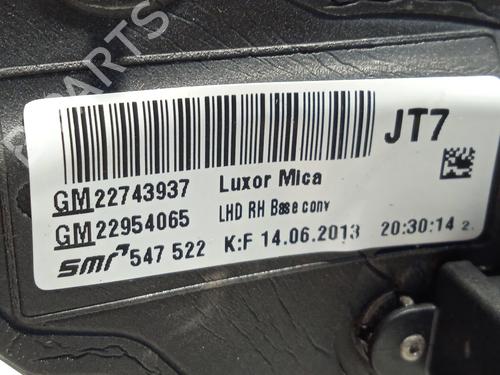 JT7
GM22743937 Luxor Mica
GM22954065 LHD RH Base conv
smr 547 522 K:F 14.06.2013 20:30:14 2.
B-PARTS